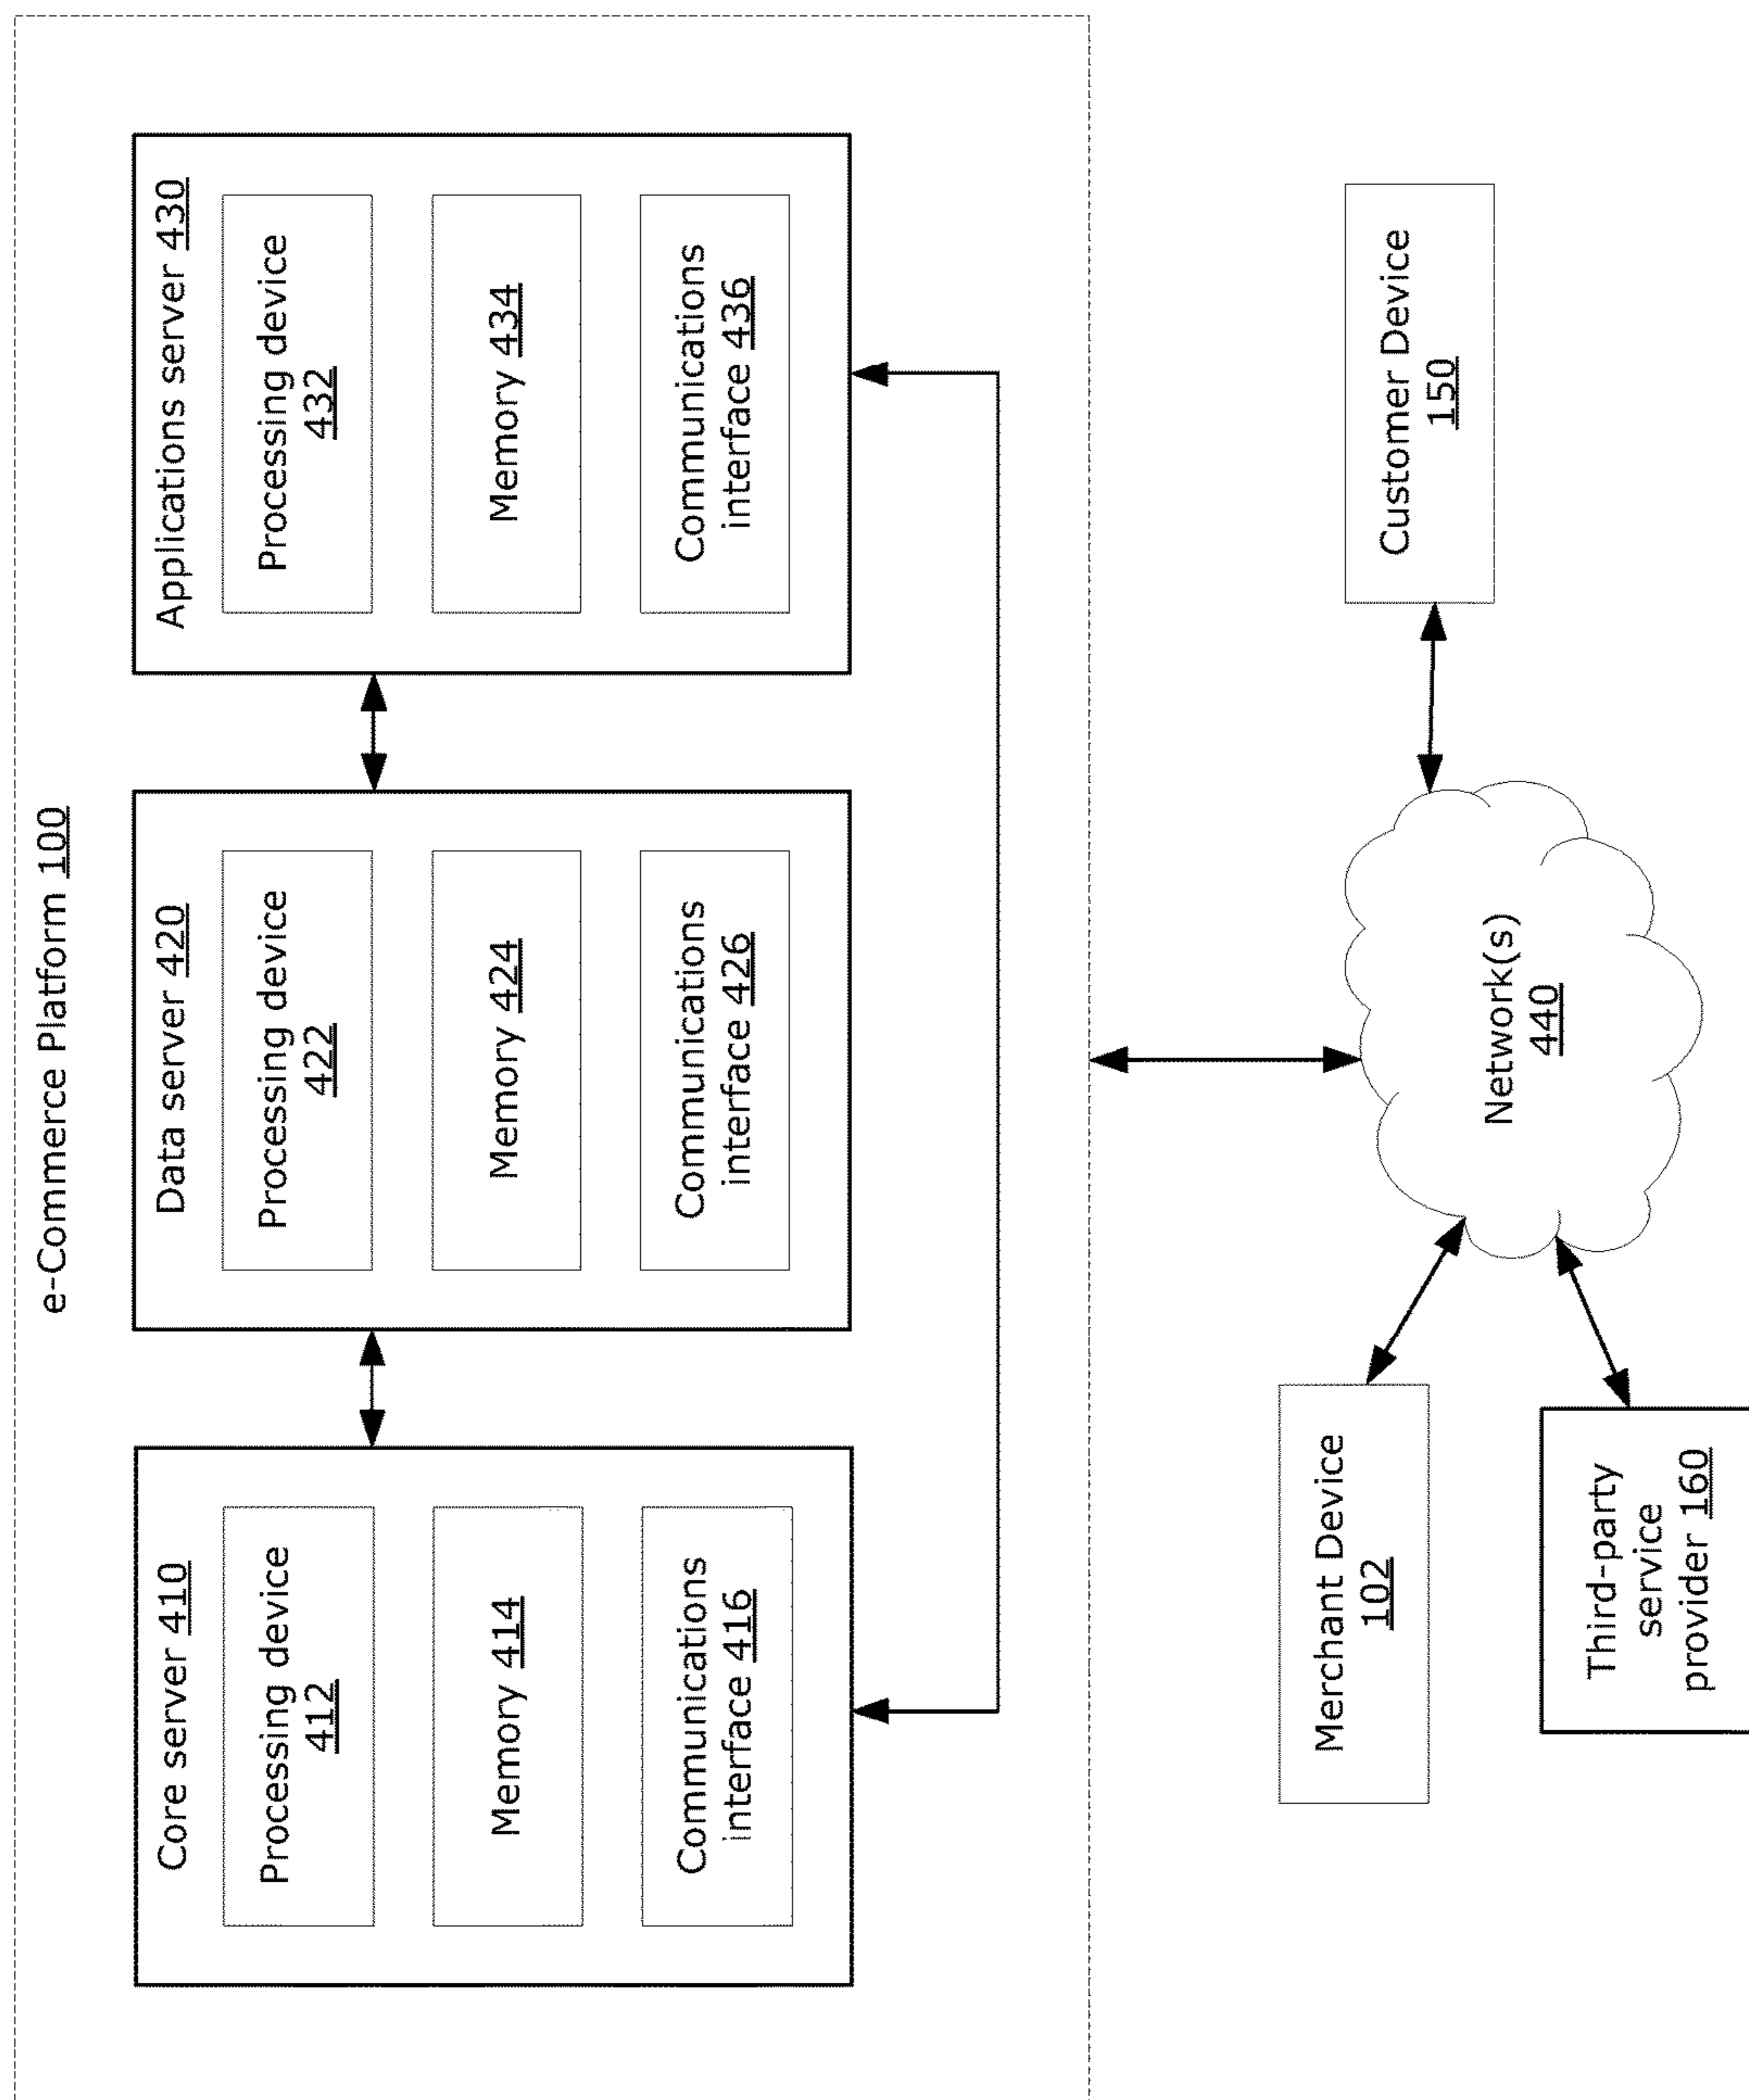 e-Commerce Platform 100
Core server 410
Processing device
412
Memory 414
Communications
interface 416
Data server 420
Processing device
422
Memory 424
Communications
interface 426
Applications server 430
Processing device
432
Memory 434
Communications
interface 436
Merchant Device
102
Third-party
service
provider 160
Network(s)
440
Customer Device
150